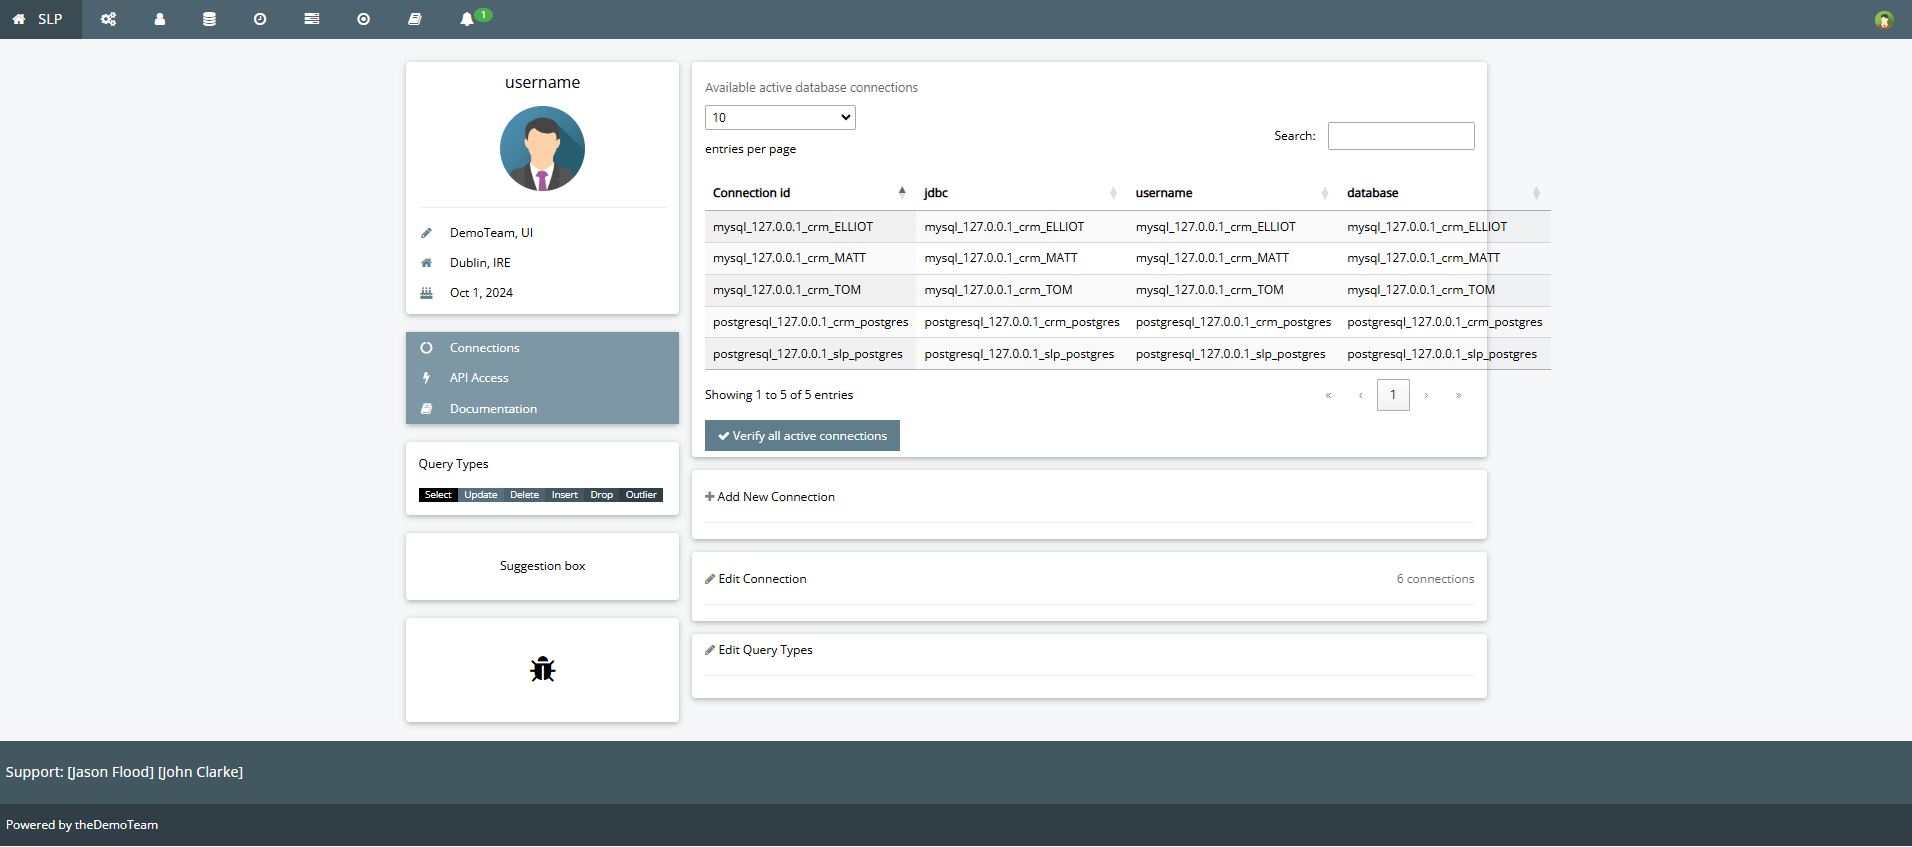 SLP
1
username
DemoTeam, UI
Dublin, IRE
Oct 1, 2024
Connections
API Access
Documentation
Query Types
Select Update Delete Insert Drop Outlier
Suggestion box
Available active database connections
10
entries per page
Search:
Connection id jdbc username database
mysql_127.0.0.1_crm_ELLIOT mysql_127.0.0.1_crm_ELLIOT mysql_127.0.0.1_crm_ELLIOT mysql_127.0.0.1_crm_ELLIOT
mysql_127.0.0.1_crm_MATT mysql_127.0.0.1_crm_MATT mysql_127.0.0.1_crm_MATT mysql_127.0.0.1_crm_MATT
mysql_127.0.0.1_crm_TOM mysql_127.0.0.1_crm_TOM mysql_127.0.0.1_crm_TOM mysql_127.0.0.1_crm_TOM
postgresql_127.0.0.1_crm_postgres postgresql_127.0.0.1_crm_postgres postgresql_127.0.0.1_crm_postgres postgresql_127.0.0.1_crm_postgres
postgresql_127.0.0.1_slp_postgres postgresql_127.0.0.1_slp_postgres postgresql_127.0.0.1_slp_postgres postgresql_127.0.0.1_slp_postgres
Showing 1 to 5 of 5 entries
« ‹ 1 › »
Verify all active connections
Add New Connection
Edit Connection 6 connections
Edit Query Types
Support: [Jason Flood] [John Clarke]
Powered by theDemoTeam